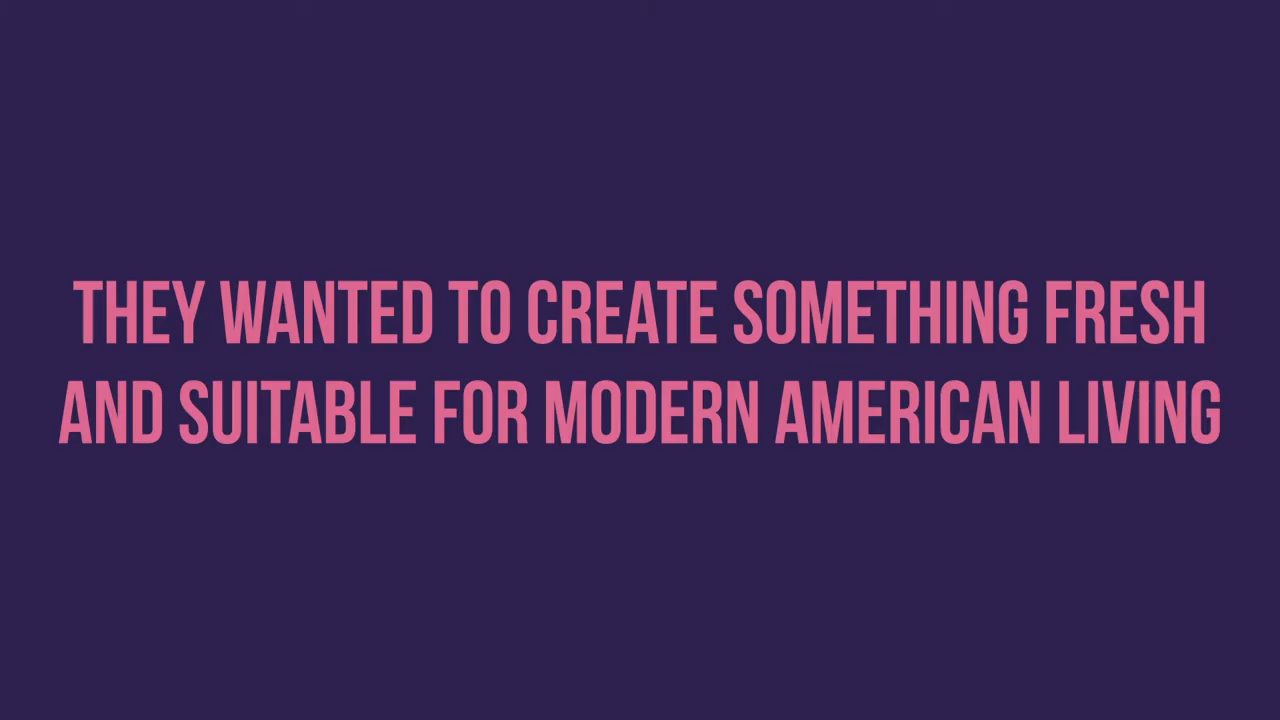 THEY WANTED TO CREATE SOMETHING FRESH
AND SUITABLE FOR MODERN AMERICAN LIVING